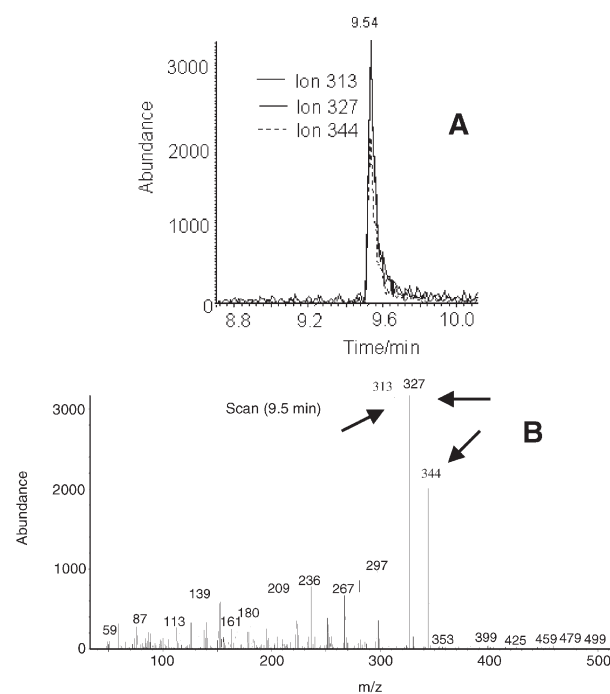 9.54
3000
2000
1000
0
Abundance
Ion 313
Ion 327
Ion 344
A
8.8 9.2 9.6 10.0
Time/min
3000
2000
1000
0
Abundance
Scan (9.5 min)
313 327
B
344
297
236
209
267
139
180
161
59 87 113
353 399 425 459 479 499
100 200 300 400 500
m/z